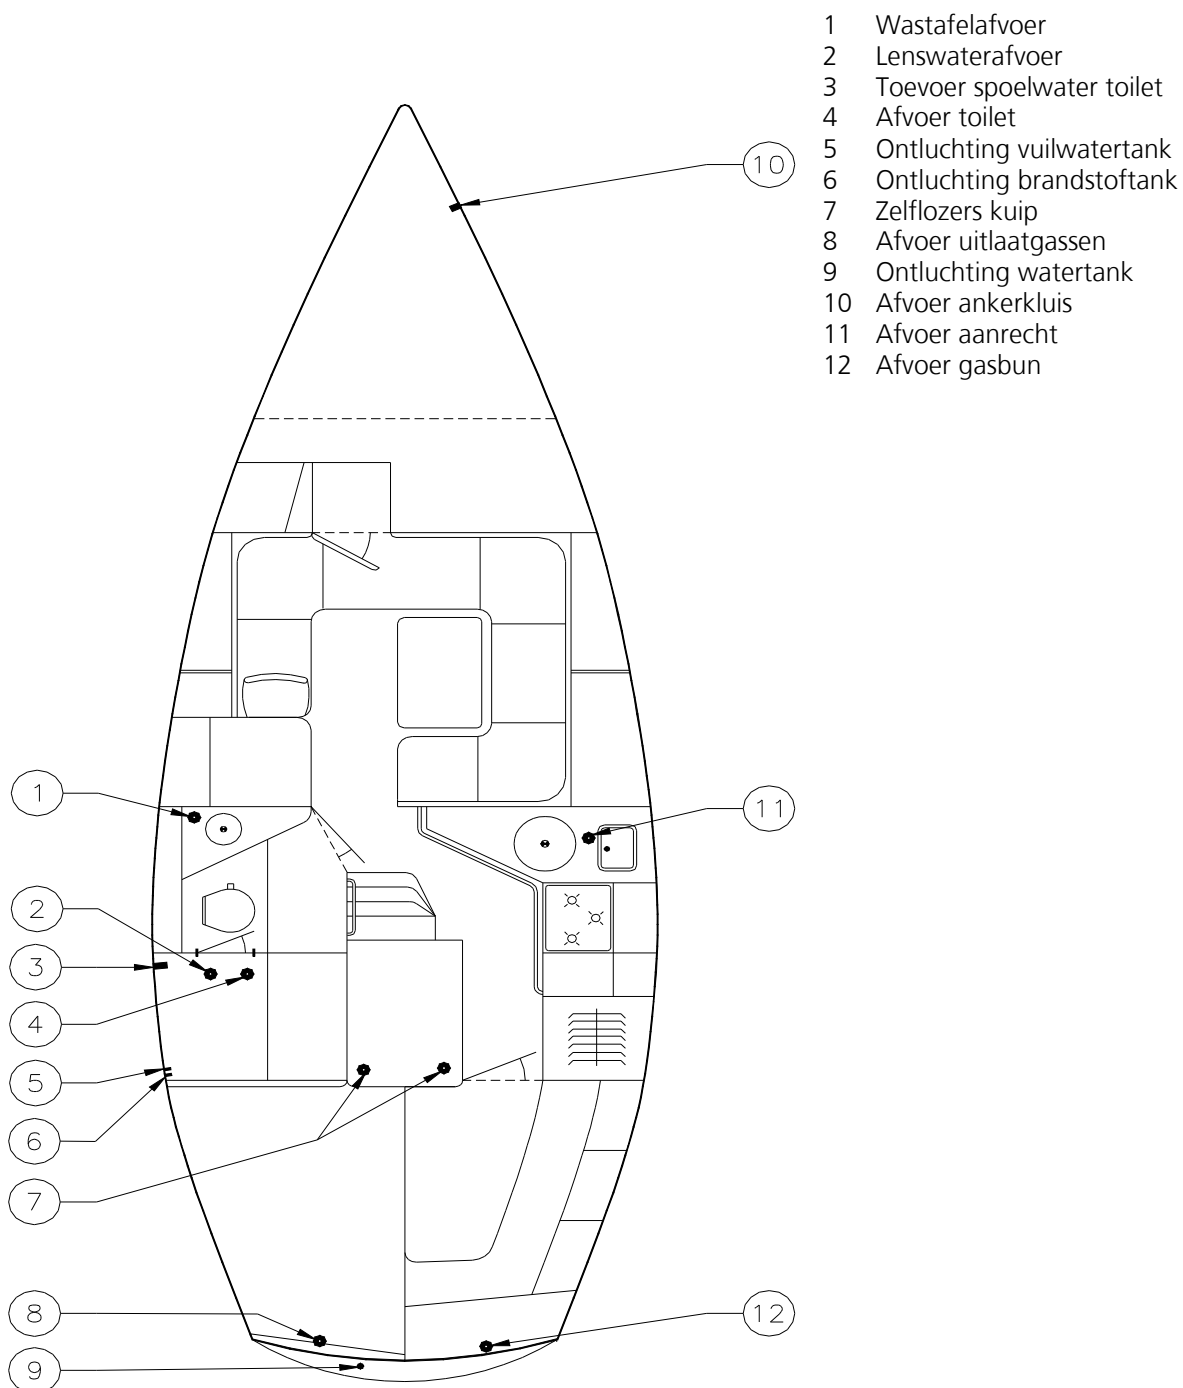 1 Wastafelafvoer
2 Lenswaterafvoer
3 Toevoer spoelwater toilet
4 Afvoer toilet
5 Ontluchting vuilwatertank
6 Ontluchting brandstoftank
7 Zelflozers kuip
8 Afvoer uitlaatgassen
9 Ontluchting watertank
10 Afvoer ankerkluis
11 Afvoer aanrecht
12 Afvoer gasbun
10
1
11
2
3
4
5
6
7
8
12
9